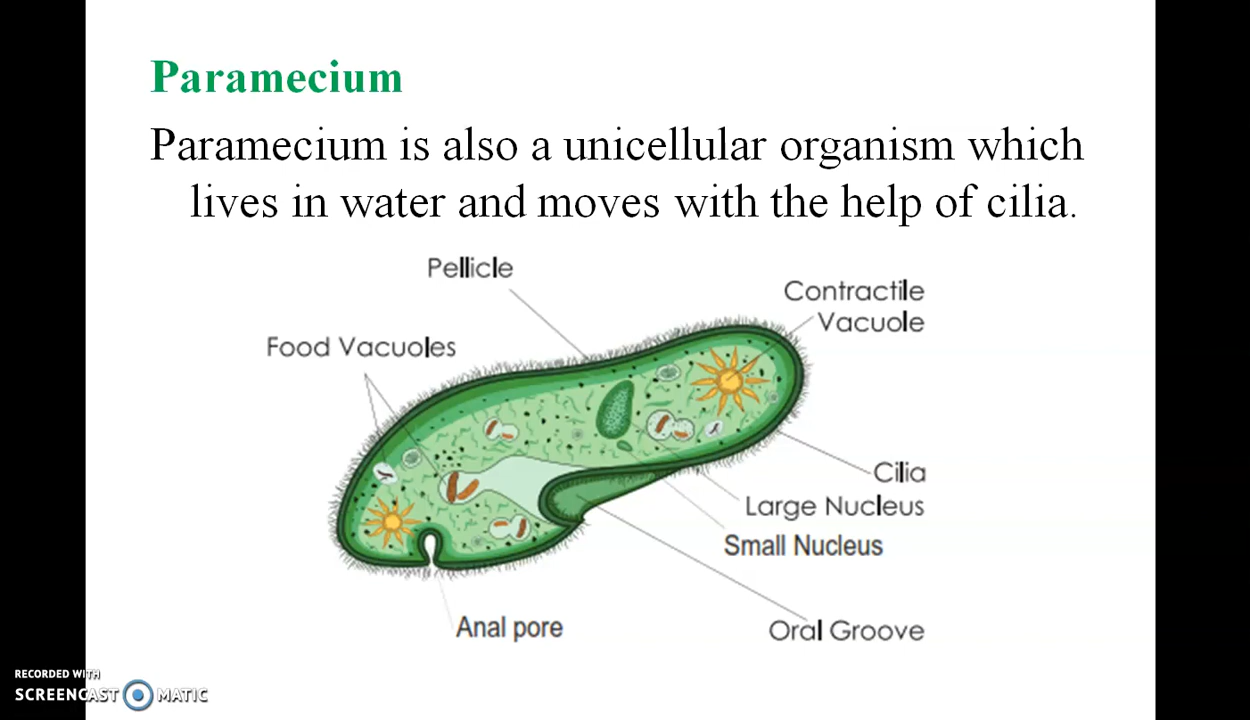 Paramecium
Paramecium is also a unicellular organism which
lives in water and moves with the help of cilia.
Pellicle
Contractile
Vacuole
Food Vacuoles
Cilia
Large Nucleus
Small Nucleus
Anal pore
Oral Groove
RECORDED WITH
SCREENCAST MATIC